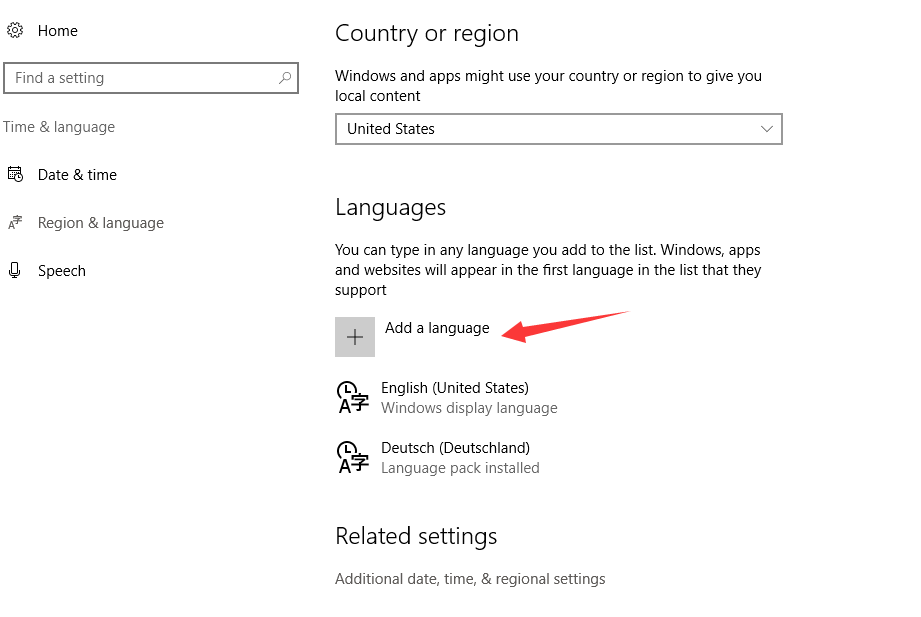 Home
Find a setting
Time & language
Date & time
Region & language
Speech
Country or region
Windows and apps might use your country or region to give you
local content
United States
Languages
You can type in any language you add to the list. Windows, apps
and websites will appear in the first language in the list that they
support
Add a language
English (United States)
Windows display language
Deutsch (Deutschland)
Language pack installed
Related settings
Additional date, time, & regional settings